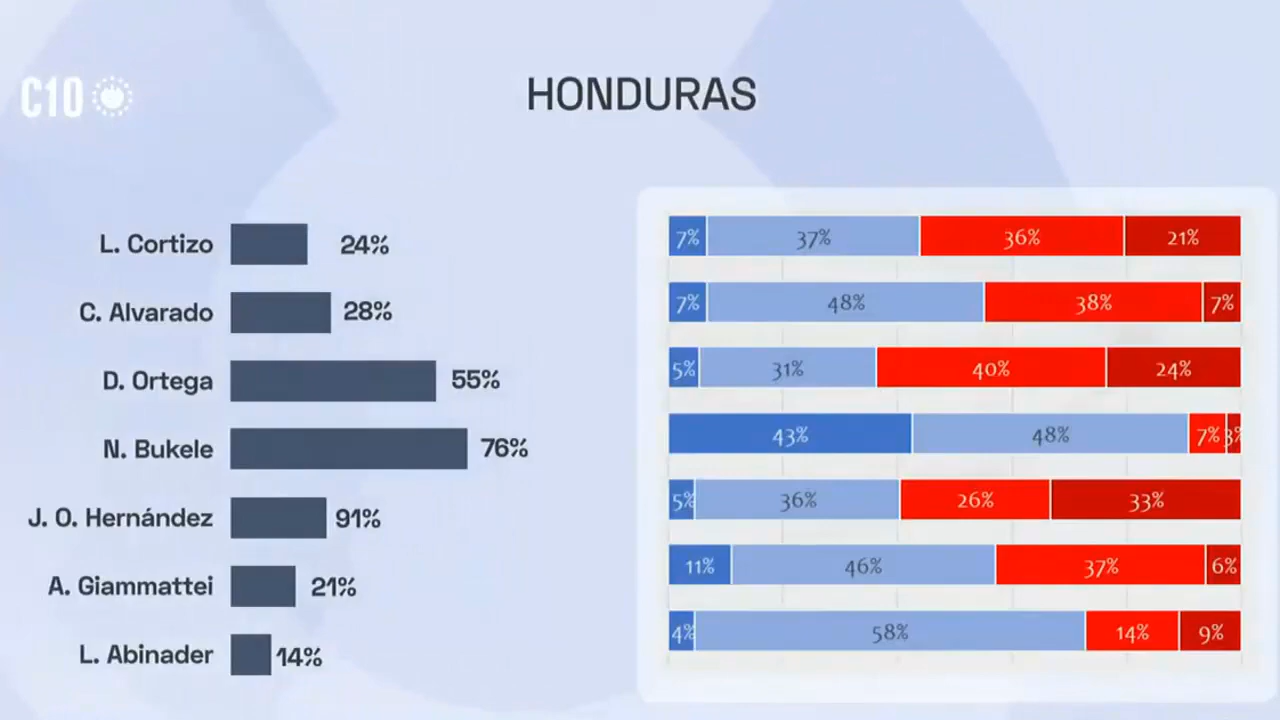 C10
HONDURAS
L. Cortizo 24% 7% 37% 36% 21%
C. Alvarado 28% 7% 48% 38% 7%
D. Ortega 55% 5% 31% 40% 24%
N. Bukele 76% 43% 48% 7% 3%
J. O. Hernández 91% 5% 36% 26% 33%
A. Giammattei 21% 11% 46% 37% 6%
L. Abinader 14% 4% 58% 14% 9%